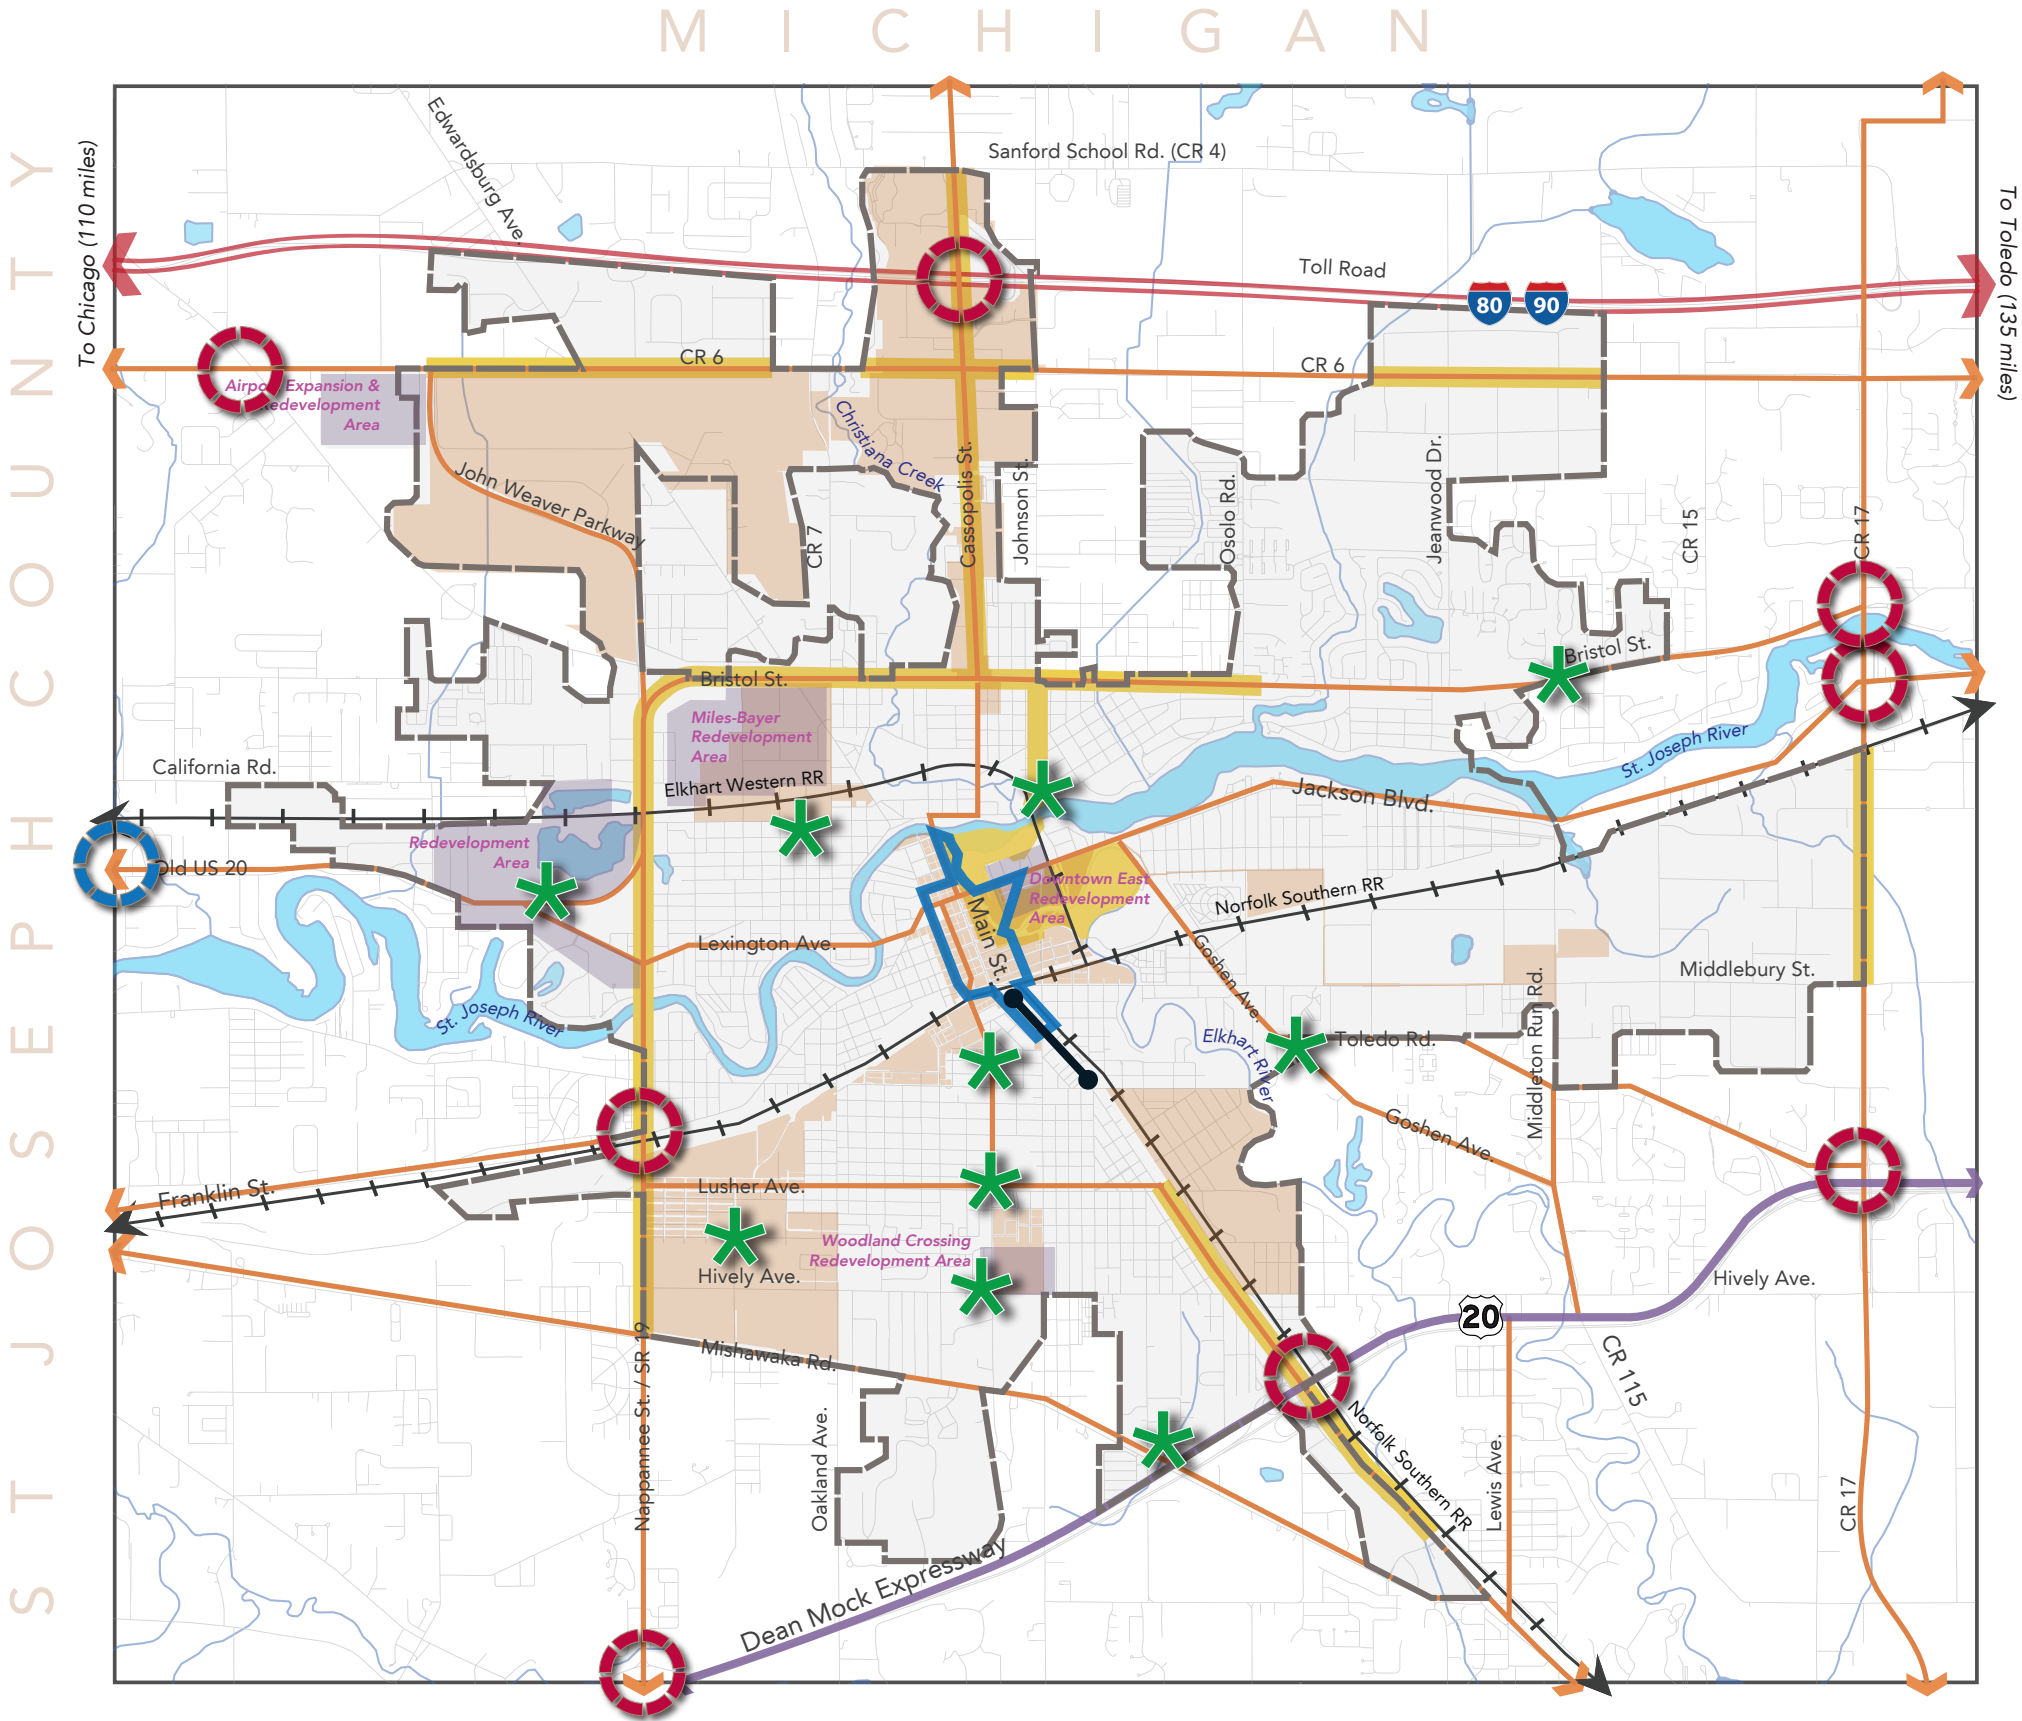 MICHIGAN
ST JOSEPH COUNTY
To Chicago (110 miles)
To Toledo (135 miles)
Edwardsburg Ave.
Sanford School Rd. (CR 4)
Toll Road
80
90
CR 6
CR 6
Airport Expansion &
Redevelopment
Area
John Weaver Parkway
Christiana Creek
Cassopolis St.
Johnson St.
CR 7
Osolo Rd.
Jeanwood Dr.
CR 15
CR 17
Bristol St.
Bristol St.
Miles-Bayer
Redevelopment
Area
St. Joseph River
California Rd.
Elkhart Western RR
Jackson Blvd.
Redevelopment
Area
Old US 20
Downtown East
Redevelopment
Area
Norfolk Southern RR
Main St.
Lexington Ave.
Goshen Ave.
Middlebury St.
St. Joseph River
Elkhart River
Toledo Rd.
Middleton Run Rd.
Goshen Ave.
Franklin St.
Lusher Ave.
Woodland Crossing
Redevelopment Area
Hively Ave.
Hively Ave.
20
Mishawaka Rd.
Nappannee St. / SR 19
CR 115
Oakland Ave.
Norfolk Southern RR
Lewis Ave.
CR 17
Dean Mock Expressway